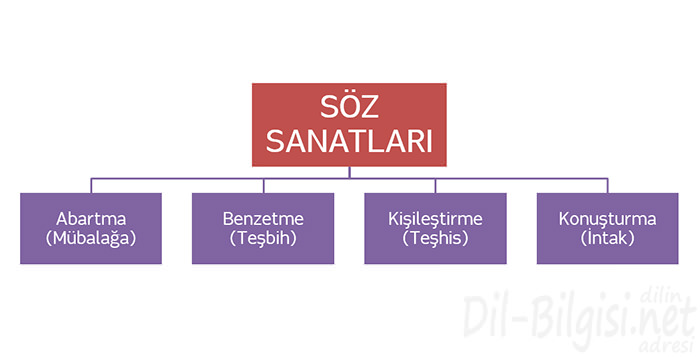 SÖZ
SANATLARI
Abartma
(Mübalağa)
Benzetme
(Teşbih)
Kişileştirme
(Teşhis)
Konuşturma
(İntak)
dilin
Dil-Bilgisi.net
adresi